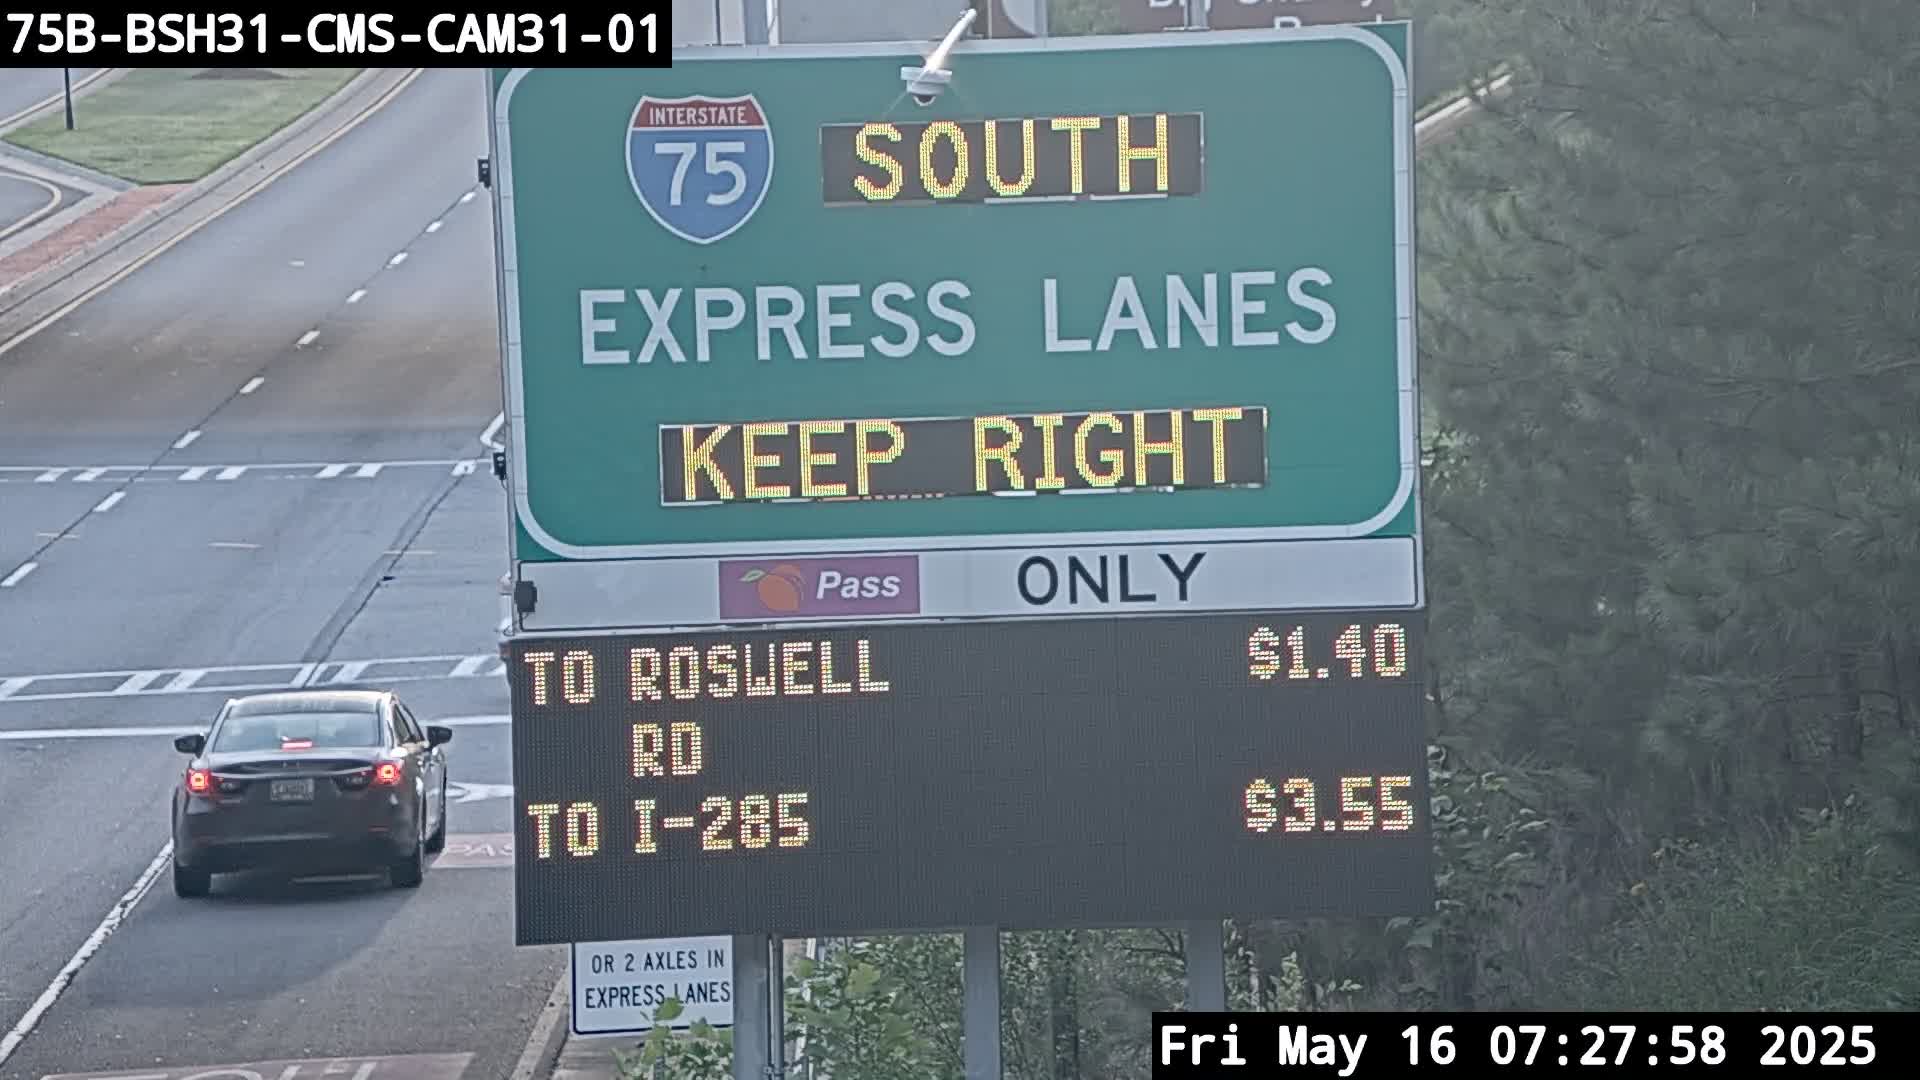 75B-BSH31-CMS-CAM31-01
INTERSTATE
75
SOUTH
EXPRESS LANES
KEEP RIGHT
Pass ONLY
TO ROSWELL $1.40
RD
TO I-285 $3.55
OR 2 AXLES IN
EXPRESS LANES
Fri May 16 07:27:58 2025